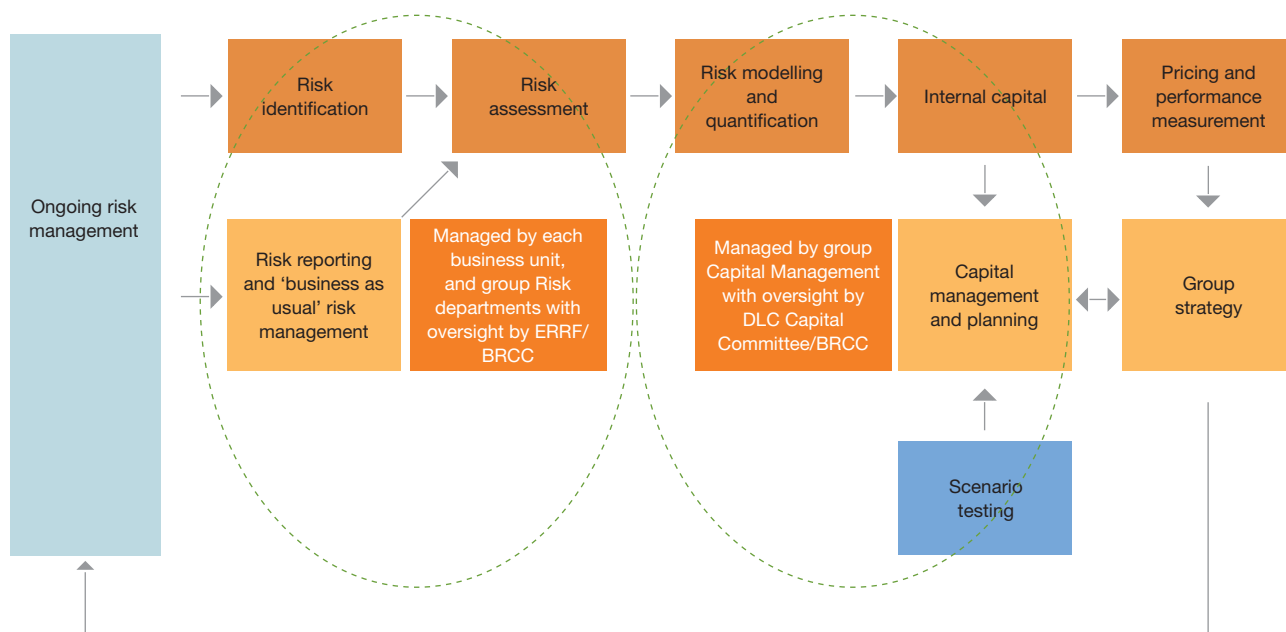 Ongoing risk
management
Risk
identification
Risk
assessment
Risk modelling
and
quantification
Internal capital
Pricing and
performance
measurement
Risk reporting
and ‘business as
usual’ risk
management
Managed by each
business unit,
and group Risk
departments with
oversight by ERRF/
BRCC
Managed by group
Capital Management
with oversight by
DLC Capital
Committee/BRCC
Capital
management
and planning
Group
strategy
Scenario
testing